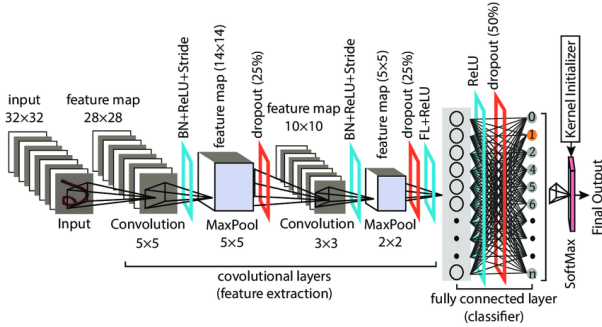 input
32×32
feature map
28×28
BN+ReLU+Stride
feature map (14×14)
dropout (25%)
feature map
10×10
BN+ReLU+Stride
feature map (5×5)
dropout (25%)
FL+ReLU
ReLU
dropout (50%)
0
1
2
4
5
6
n
Kernel Initializer
Final Output
SoftMax
Input
Convolution
5×5
MaxPool
5×5
Convolution
3×3
MaxPool
2×2
covolutional layers
(feature extraction)
fully connected layer
(classifier)